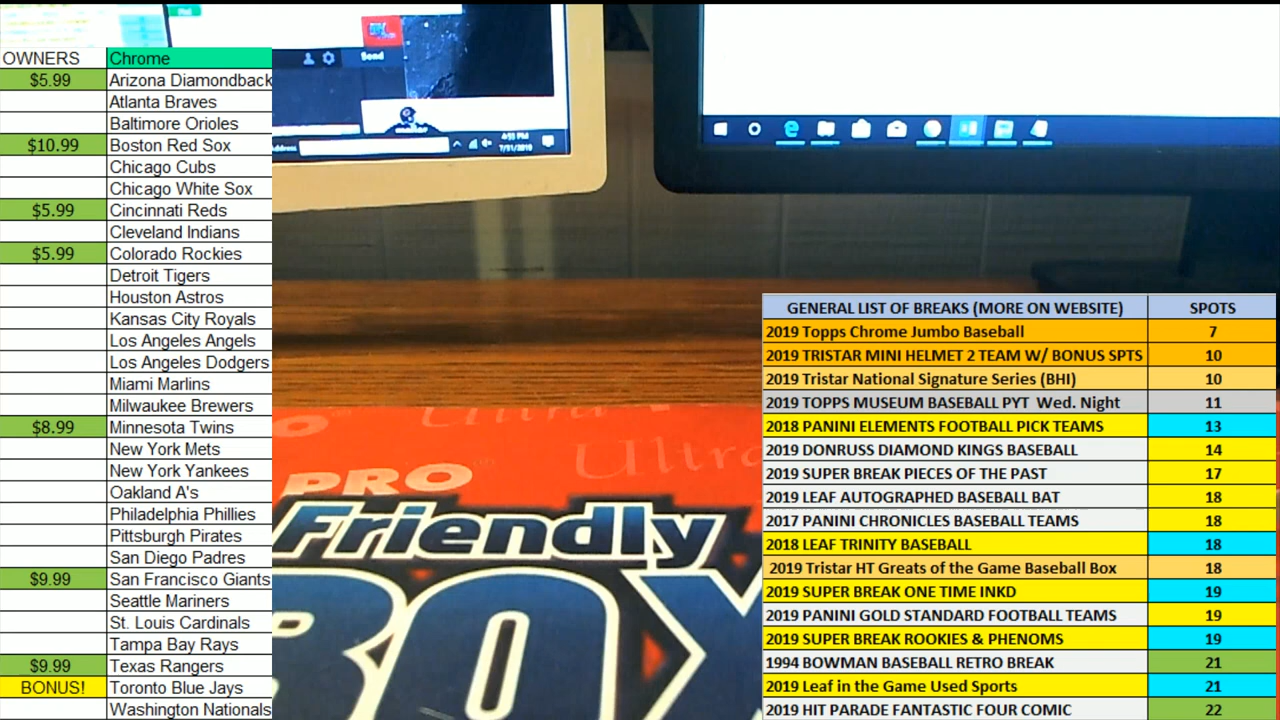 OWNERS Chrome
$5.99 Arizona Diamondback
Atlanta Braves
Baltimore Orioles
$10.99 Boston Red Sox
Chicago Cubs
Chicago White Sox
$5.99 Cincinnati Reds
Cleveland Indians
$5.99 Colorado Rockies
Detroit Tigers
Houston Astros
Kansas City Royals
Los Angeles Angels
Los Angeles Dodgers
Miami Marlins
Milwaukee Brewers
$8.99 Minnesota Twins
New York Mets
New York Yankees
Oakland A's
Philadelphia Phillies
Pittsburgh Pirates
San Diego Padres
$9.99 San Francisco Giants
Seattle Mariners
St. Louis Cardinals
Tampa Bay Rays
$9.99 Texas Rangers
BONUS! Toronto Blue Jays
Washington Nationals
Send
4:55 PM
7/31/2019
PRO
Ultra
Ultra
Friendly
BOX
GENERAL LIST OF BREAKS (MORE ON WEBSITE) SPOTS
2019 Topps Chrome Jumbo Baseball 7
2019 TRISTAR MINI HELMET 2 TEAM W/ BONUS SPTS 10
2019 Tristar National Signature Series (BHI) 10
2019 TOPPS MUSEUM BASEBALL PYT Wed. Night 11
2018 PANINI ELEMENTS FOOTBALL PICK TEAMS 13
2019 DONRUSS DIAMOND KINGS BASEBALL 14
2019 SUPER BREAK PIECES OF THE PAST 17
2019 LEAF AUTOGRAPHED BASEBALL BAT 18
2017 PANINI CHRONICLES BASEBALL TEAMS 18
2018 LEAF TRINITY BASEBALL 18
2019 Tristar HT Greats of the Game Baseball Box 18
2019 SUPER BREAK ONE TIME INKD 19
2019 PANINI GOLD STANDARD FOOTBALL TEAMS 19
2019 SUPER BREAK ROOKIES & PHENOMS 19
1994 BOWMAN BASEBALL RETRO BREAK 21
2019 Leaf in the Game Used Sports 21
2019 HIT PARADE FANTASTIC FOUR COMIC 22